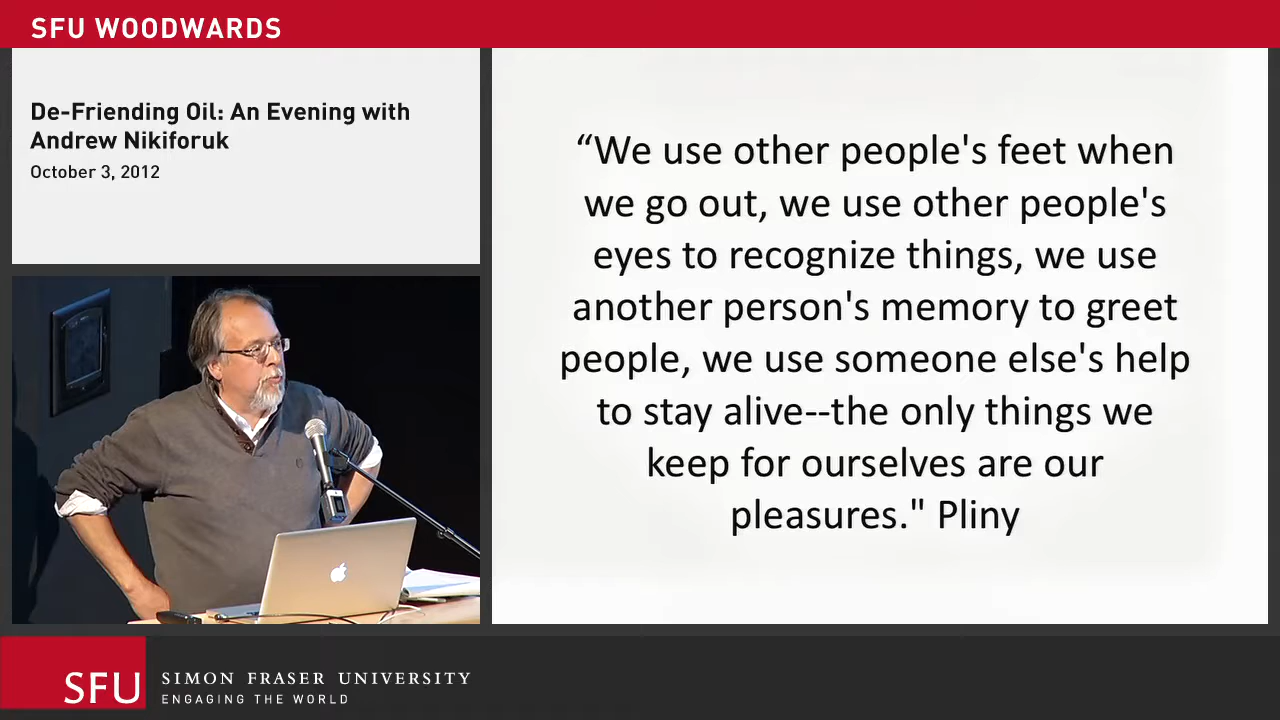 SFU WOODWARDS
De-Friending Oil: An Evening with
Andrew Nikiforuk
October 3, 2012
“We use other people's feet when
we go out, we use other people's
eyes to recognize things, we use
another person's memory to greet
people, we use someone else's help
to stay alive--the only things we
keep for ourselves are our
pleasures." Pliny
SFU
SIMON FRASER UNIVERSITY
ENGAGING THE WORLD